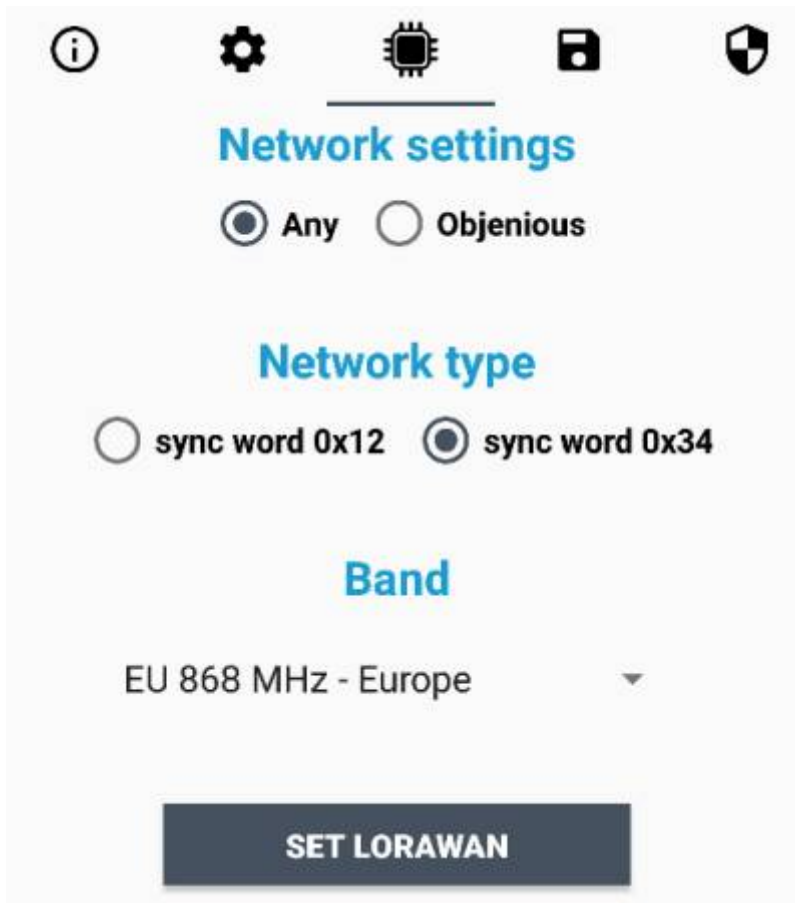 Network settings
Any Objenious
Network type
sync word 0x12 sync word 0x34
Band
EU 868 MHz - Europe
SET LORAWAN